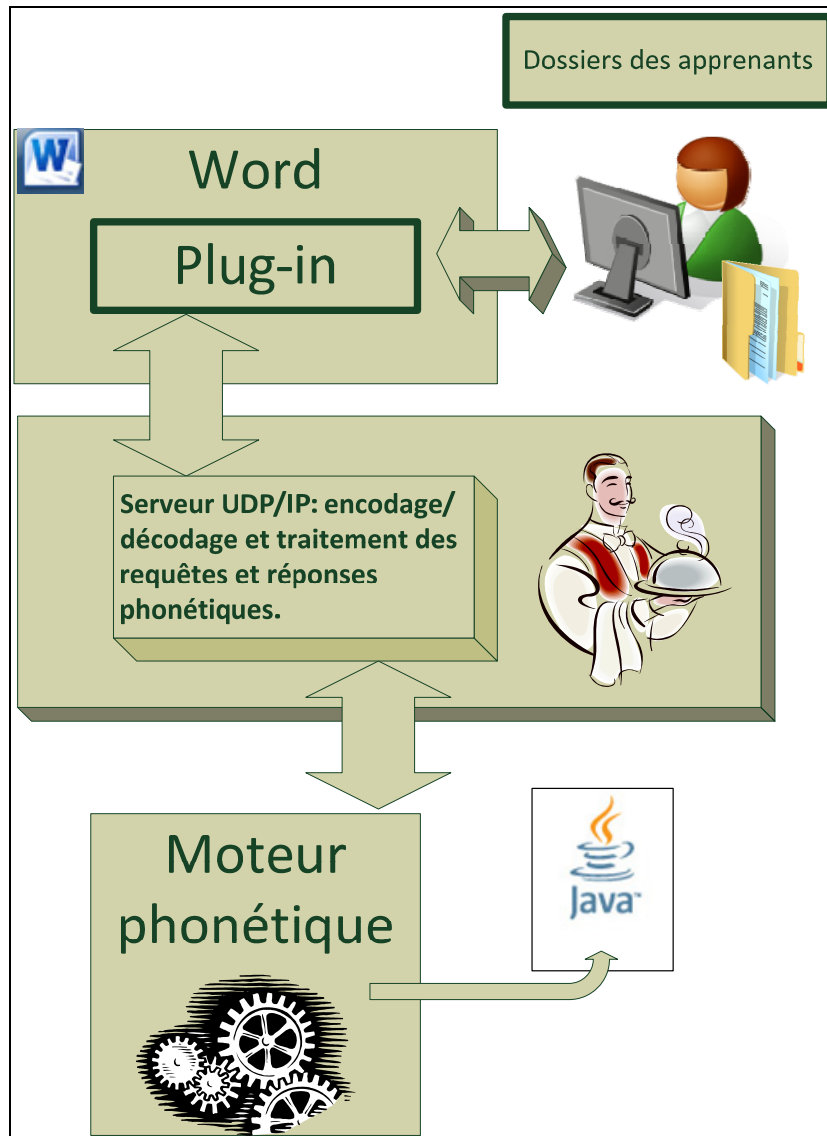 Dossiers des apprenants
W
Word
Plug-in
Serveur UDP/IP: encodage/
décodage et traitement des
requêtes et réponses
phonétiques.
Moteur
phonétique
Java™